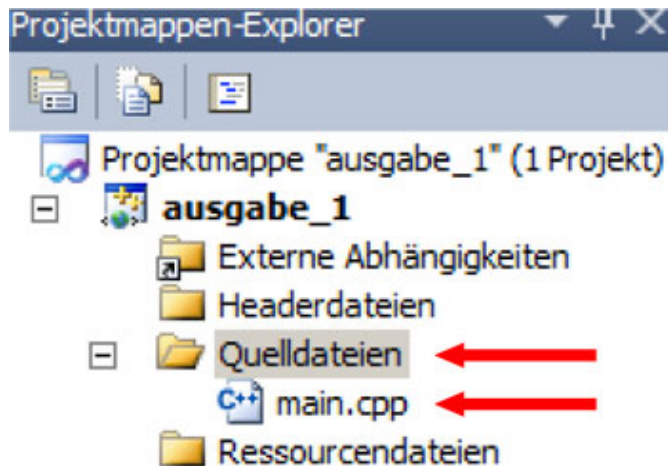 Projektmappen-Explorer
Projektmappe "ausgabe_1" (1 Projekt)
ausgabe_1
Externe Abhängigkeiten
Headerdateien
Quelldateien
C++ main.cpp
Ressourcendateien